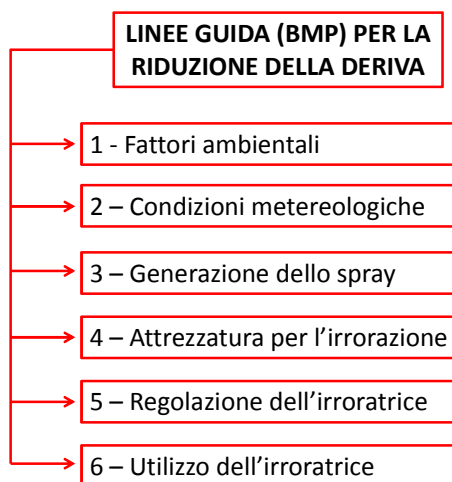 LINEE GUIDA (BMP) PER LA
RIDUZIONE DELLA DERIVA
1 - Fattori ambientali
2 – Condizioni metereologiche
3 – Generazione dello spray
4 – Attrezzatura per l’irrorazione
5 – Regolazione dell’irroratrice
6 – Utilizzo dell’irroratrice